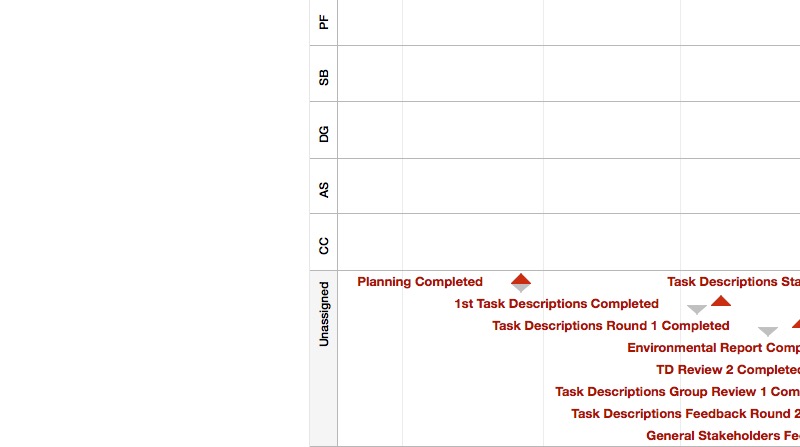 PF
SB
DG
AS
CC
Unassigned
Planning Completed
Task Descriptions Sta
1st Task Descriptions Completed
Task Descriptions Round 1 Completed
Environmental Report Comp
TD Review 2 Completed
Task Descriptions Group Review 1 Com
Task Descriptions Feedback Round 2
General Stakeholders Fe